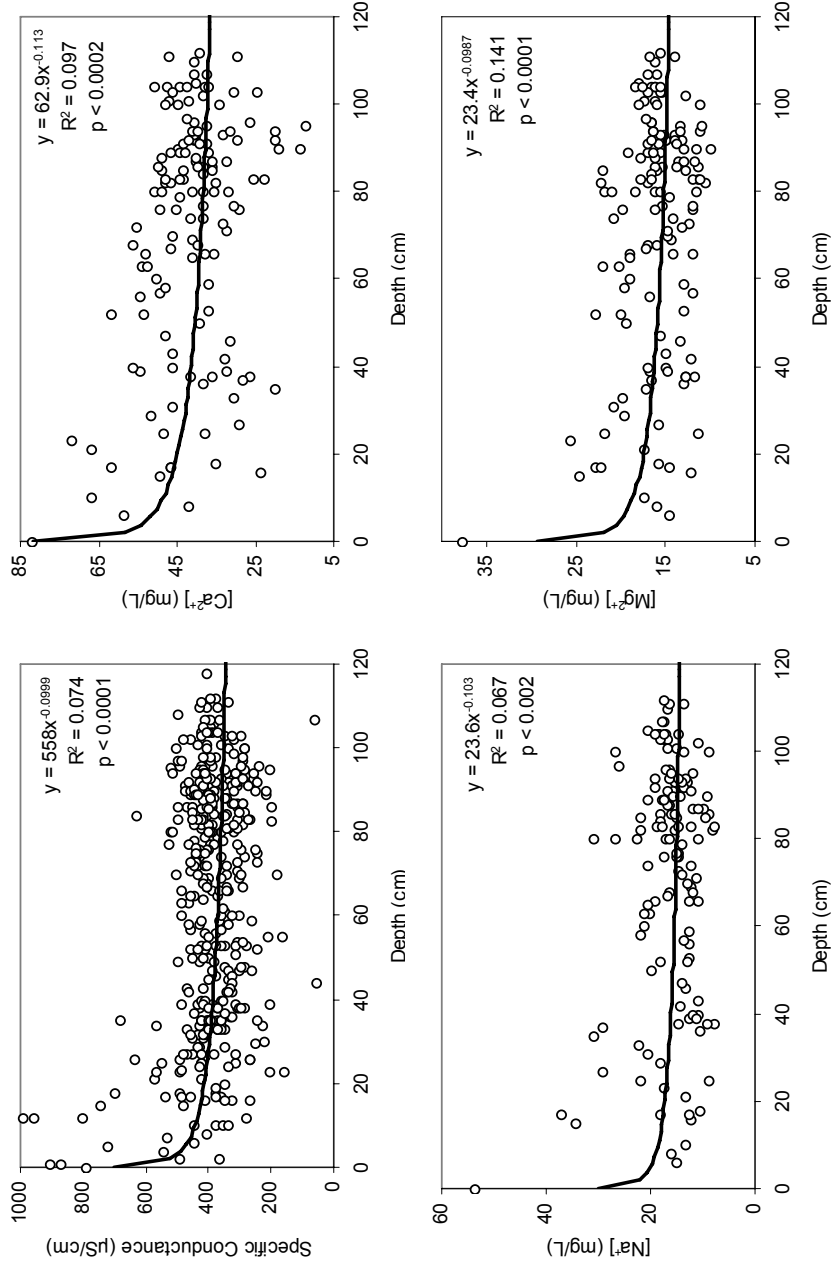 Specific Conductance (µS/cm)
1000
800
600
400
200
0
y = 558x^-0.0999
R² = 0.074
p < 0.0001
0 20 40 60 80 100 120
Depth (cm)
[Ca²⁺] (mg/L)
85
65
45
25
5
y = 62.9x^-0.113
R² = 0.097
p < 0.0002
0 20 40 60 80 100 120
Depth (cm
[Na⁺] (mg/L)
60
40
20
0
y = 23.6x^-0.103
R² = 0.067
p < 0.002
0 20 40 60 80 100 120
Depth (cm)
[Mg²⁺] (mg/L)
35
25
15
5
y = 23.4x^-0.0987
R² = 0.141
p < 0.0001
0 20 40 60 80 100 120
Depth (cm)